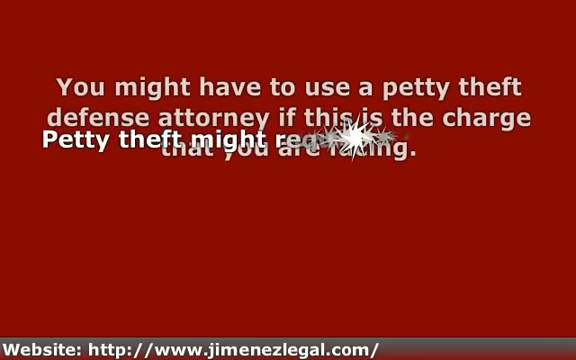 You might have to use a petty theft
defense attorney if this is the charge
Petty theft might
that you are facing.
Website: http://www.jimenezlegal.com/